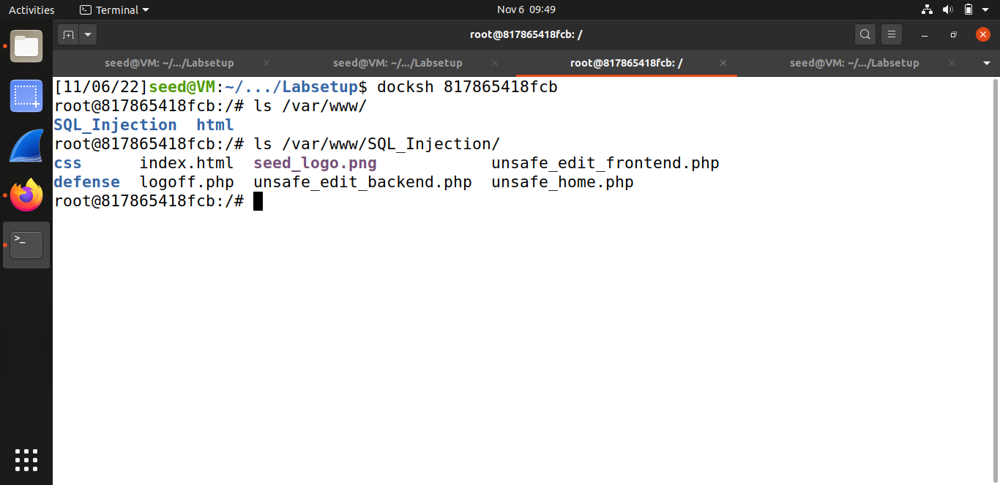 Activities Terminal Nov 6 09:49
root@817865418fcb: /
seed@VM: ~/.../Labsetup seed@VM: ~/.../Labsetup root@817865418fcb: / seed@VM: ~/.../Labsetup
[11/06/22]seed@VM:~/.../Labsetup$ docksh 817865418fcb
root@817865418fcb:/# ls /var/www/
SQL_Injection  html
root@817865418fcb:/# ls /var/www/SQL_Injection/
css      index.html  seed_logo.png            unsafe_edit_frontend.php
defense  logoff.php  unsafe_edit_backend.php  unsafe_home.php
root@817865418fcb:/#
>_